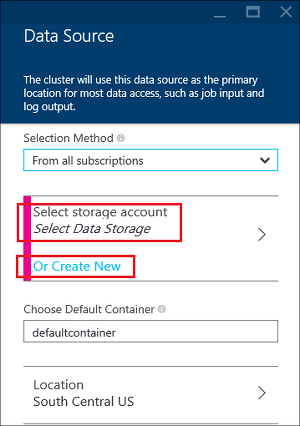 Data Source
The cluster will use this data source as the primary
location for most data access, such as job input and
log output.
Selection Method
From all subscriptions
Select storage account
Select Data Storage
Or Create New
Choose Default Container
defaultcontainer
Location
South Central US